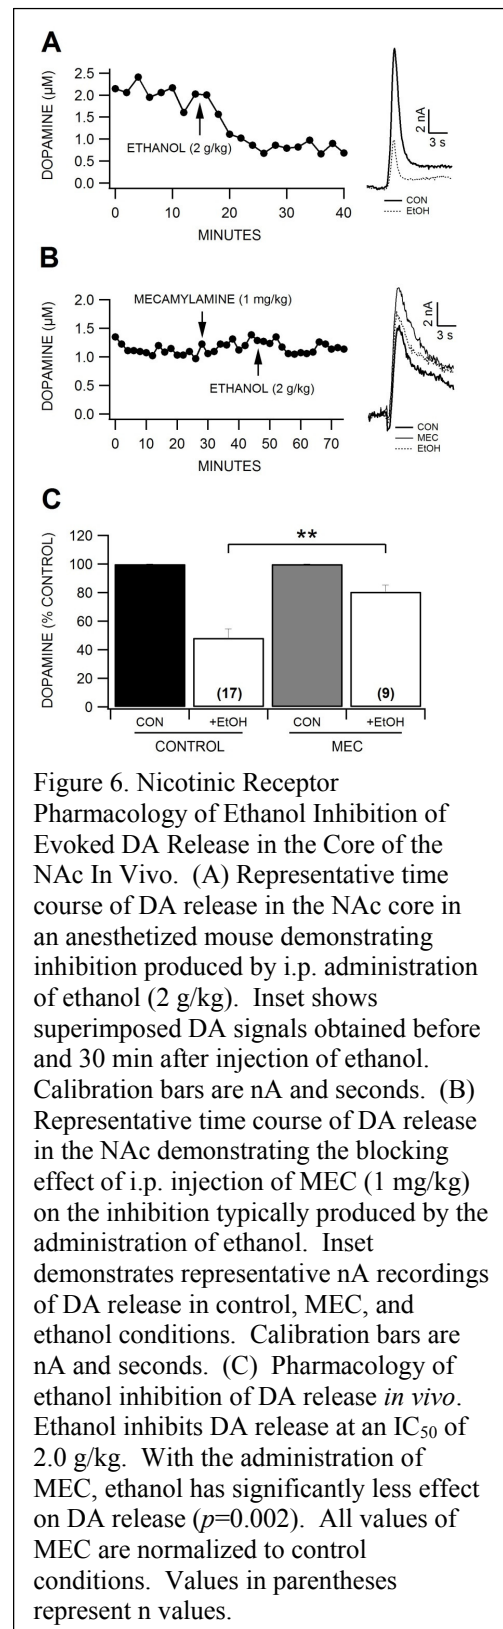 A
DOPAMINE (µM)
2.5
2.0
1.5
1.0
0.5
0.0
ETHANOL (2 g/kg)
0 10 20 30 40
MINUTES
2 nA
3 s
CON
EtOH
B
DOPAMINE (µM)
2.0
1.5
1.0
0.5
0.0
MECAMYLAMINE (1 mg/kg)
ETHANOL (2 g/kg)
0 10 20 30 40 50 60 70
MINUTES
2 nA
3 s
CON
MEC
EtOH
C
DOPAMINE (% CONTROL)
120
100
80
60
40
20
0
**
(17) (9)
CON +EtOH CON +EtOH
CONTROL MEC
Figure 6. Nicotinic Receptor
Pharmacology of Ethanol Inhibition of
Evoked DA Release in the Core of the
NAc In Vivo. (A) Representative time
course of DA release in the NAc core in
an anesthetized mouse demonstrating
inhibition produced by i.p. administration
of ethanol (2 g/kg). Inset shows
superimposed DA signals obtained before
and 30 min after injection of ethanol.
Calibration bars are nA and seconds. (B)
Representative time course of DA release
in the NAc demonstrating the blocking
effect of i.p. injection of MEC (1 mg/kg)
on the inhibition typically produced by the
administration of ethanol. Inset
demonstrates representative nA recordings
of DA release in control, MEC, and
ethanol conditions. Calibration bars are
nA and seconds. (C) Pharmacology of
ethanol inhibition of DA release in vivo.
Ethanol inhibits DA release at an IC50 of
2.0 g/kg. With the administration of
MEC, ethanol has significantly less effect
on DA release (p=0.002). All values of
MEC are normalized to control
conditions. Values in parentheses
represent n values.